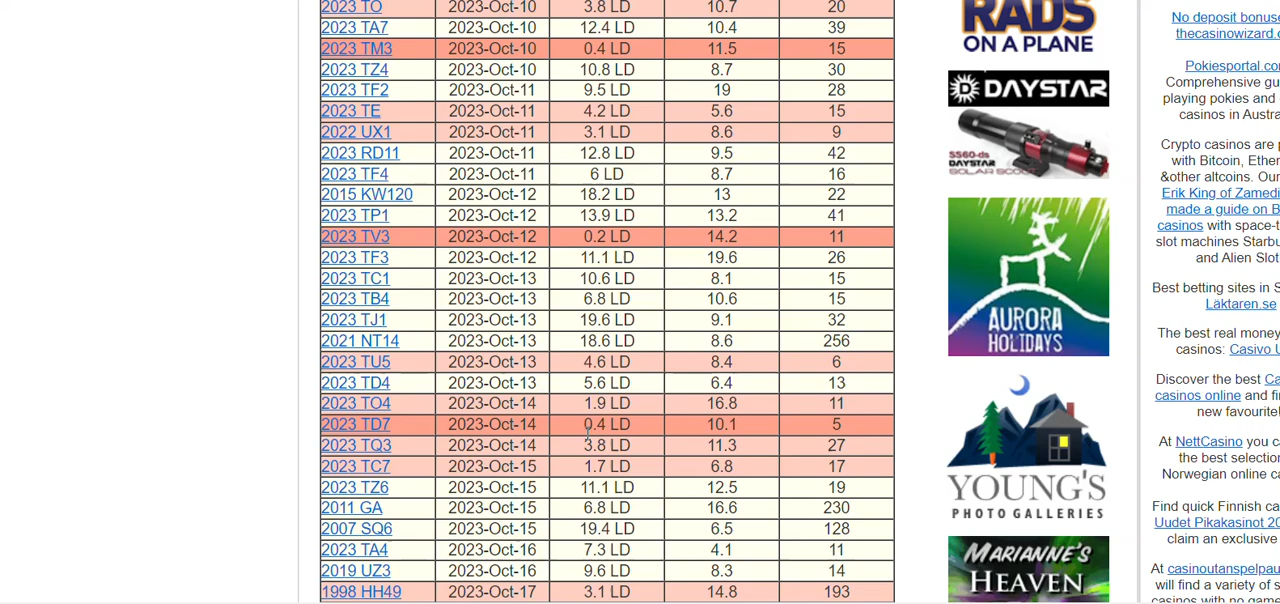 2023 TO 2023-Oct-10 3.8 LD 10.7 20
2023 TA7 2023-Oct-10 12.4 LD 10.4 39
2023 TM3 2023-Oct-10 0.4 LD 11.5 15
2023 TZ4 2023-Oct-10 10.8 LD 8.7 30
2023 TF2 2023-Oct-11 9.5 LD 19 28
2023 TE 2023-Oct-11 4.2 LD 5.6 15
2022 UX1 2023-Oct-11 3.1 LD 8.6 9
2023 RD11 2023-Oct-11 12.8 LD 9.5 42
2023 TF4 2023-Oct-11 6 LD 8.7 16
2015 KW120 2023-Oct-12 18.2 LD 13 22
2023 TP1 2023-Oct-12 13.9 LD 13.2 41
2023 TV3 2023-Oct-12 0.2 LD 14.2 11
2023 TF3 2023-Oct-12 11.1 LD 19.6 26
2023 TC1 2023-Oct-13 10.6 LD 8.1 15
2023 TB4 2023-Oct-13 6.8 LD 10.6 15
2023 TJ1 2023-Oct-13 19.6 LD 9.1 32
2021 NT14 2023-Oct-13 18.6 LD 8.6 256
2023 TU5 2023-Oct-13 4.6 LD 8.4 6
2023 TD4 2023-Oct-13 5.6 LD 6.4 13
2023 TO4 2023-Oct-14 1.9 LD 16.8 11
2023 TD7 2023-Oct-14 0.4 LD 10.1 5
2023 TQ3 2023-Oct-14 3.8 LD 11.3 27
2023 TC7 2023-Oct-15 1.7 LD 6.8 17
2023 TZ6 2023-Oct-15 11.1 LD 12.5 19
2011 GA 2023-Oct-15 6.8 LD 16.6 230
2007 SQ6 2023-Oct-15 19.4 LD 6.5 128
2023 TA4 2023-Oct-16 7.3 LD 4.1 11
2019 UZ3 2023-Oct-16 9.6 LD 8.3 14
1998 HH49 2023-Oct-17 3.1 LD 14.8 193
RADS
ON A PLANE
DAYSTAR
SS60-ds
DAYSTAR
SOLAR SCOUT
AURORA
HOLIDAYS
YOUNG'S
PHOTO GALLERIES
MARIANNE'S
HEAVEN
No deposit bonus
thecasinowizard.c
Pokiesportal.co
Comprehensive gu
playing pokies and
casinos in Austra
Crypto casinos are p
with Bitcoin, Ether
&other altcoins. Our
Erik King of Zamedi
made a guide on B
casinos with space-t
slot machines Starbu
and Alien Slot
Best betting sites in S
Laktaren.se
The best real money
casinos: Casivo U
Discover the best Ca
casinos online and fi
new favourite!
At NettCasino you c
the best selection
Norwegian online ca
Find quick Finnish ca
Uudet Pikakasinot 20
claim an exclusive
At casinoutanspelpau
will find a variety of s
casinos with no game